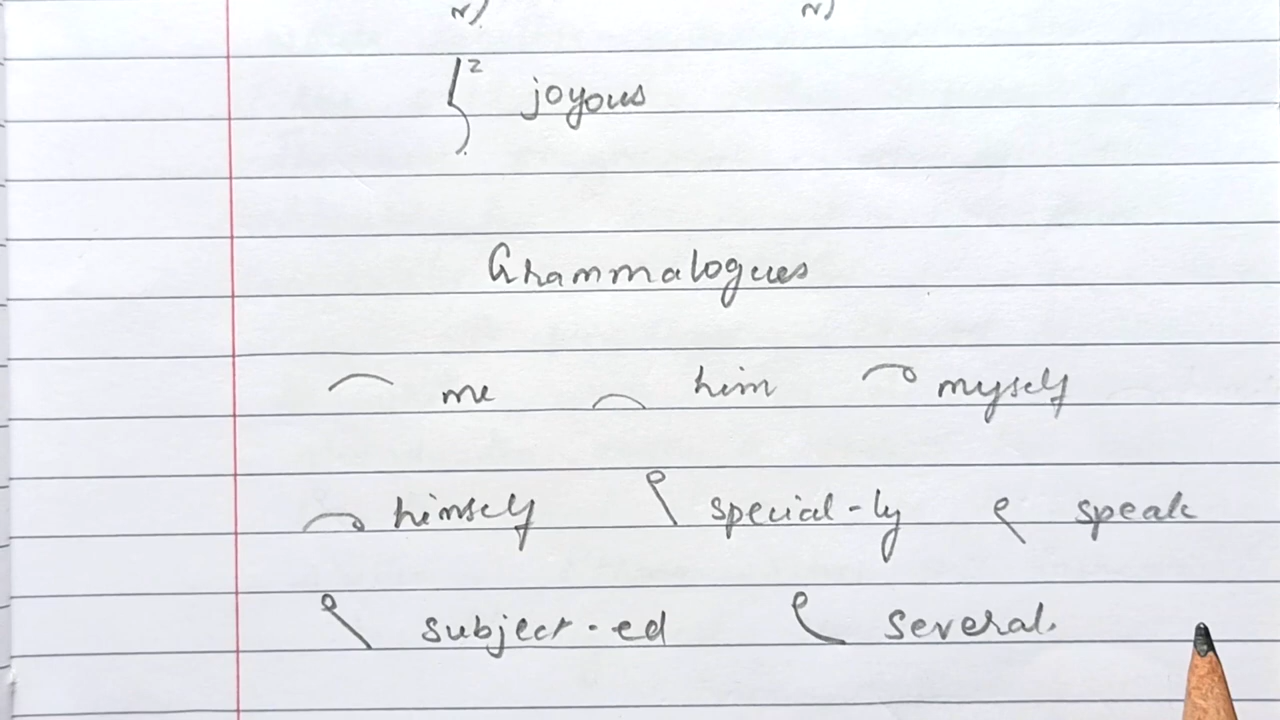 joyous
Grammalogues
me him myself
himself special-ly speak
subject-ed several.